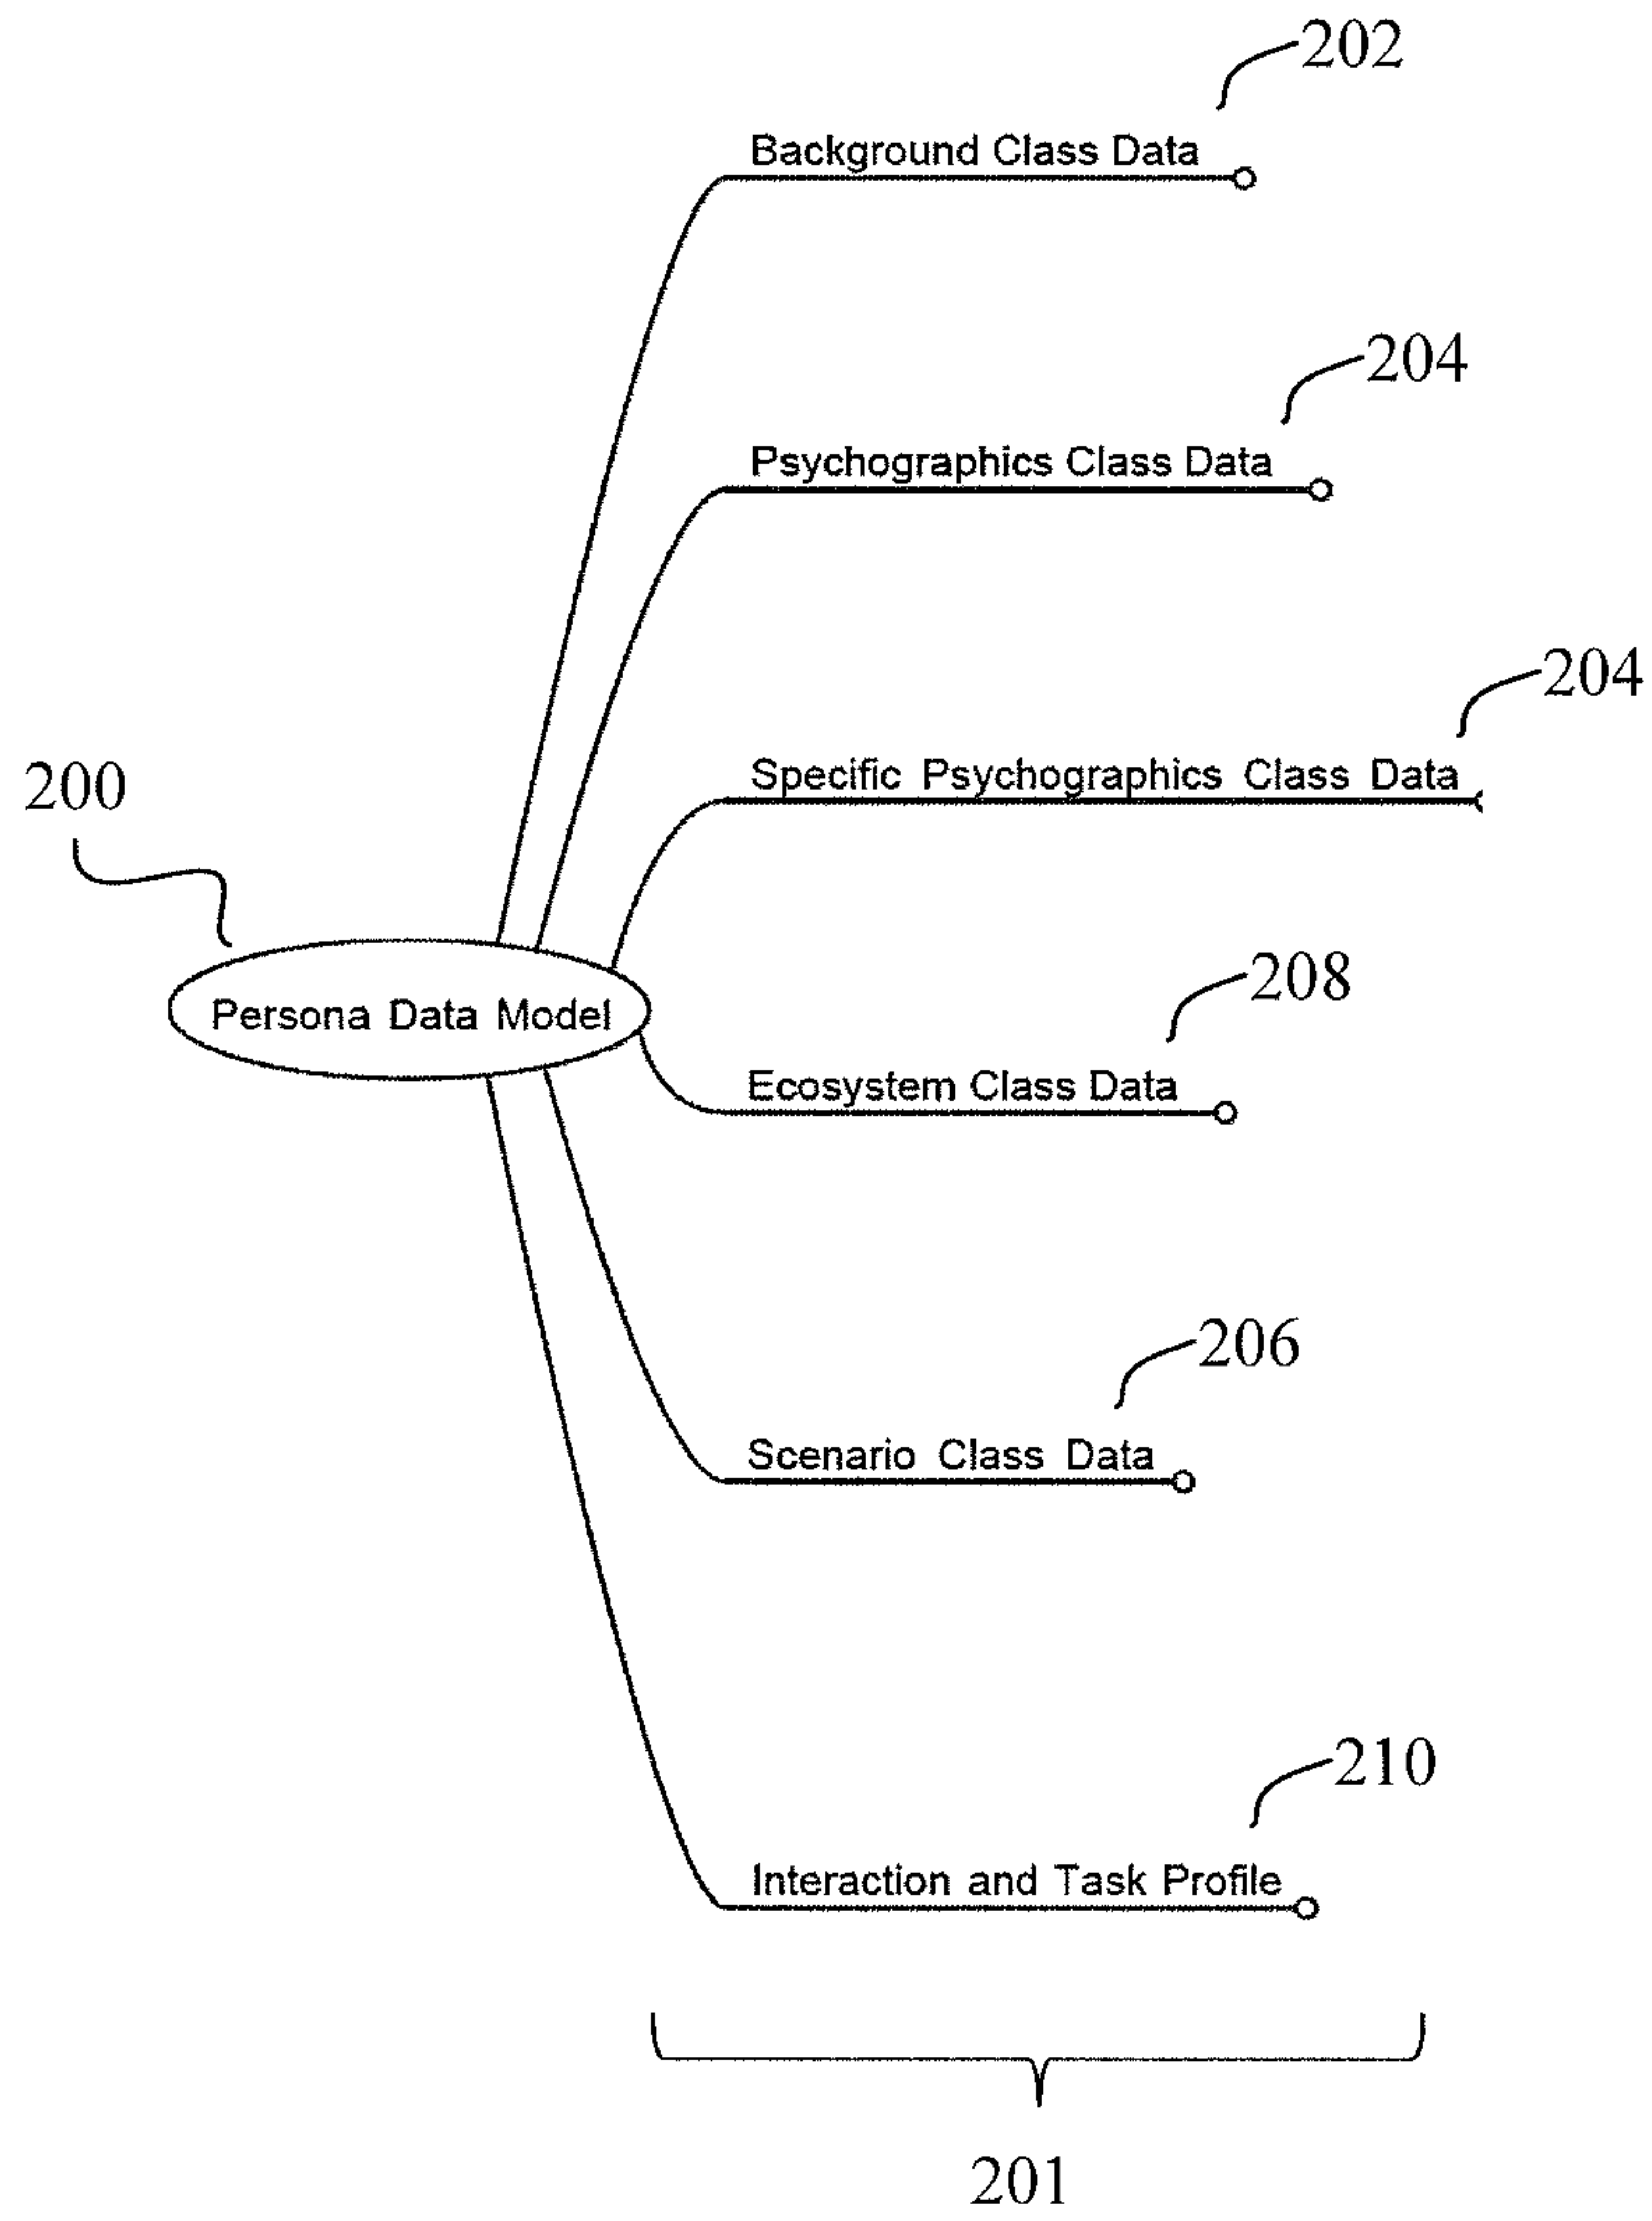 202
Background Class Data
204
Psychographics Class Data
204
Specific Psychographics Class Data
200
208
Persona Data Model
Ecosystem Class Data
206
Scenario Class Data
210
Interaction and Task Profile
201